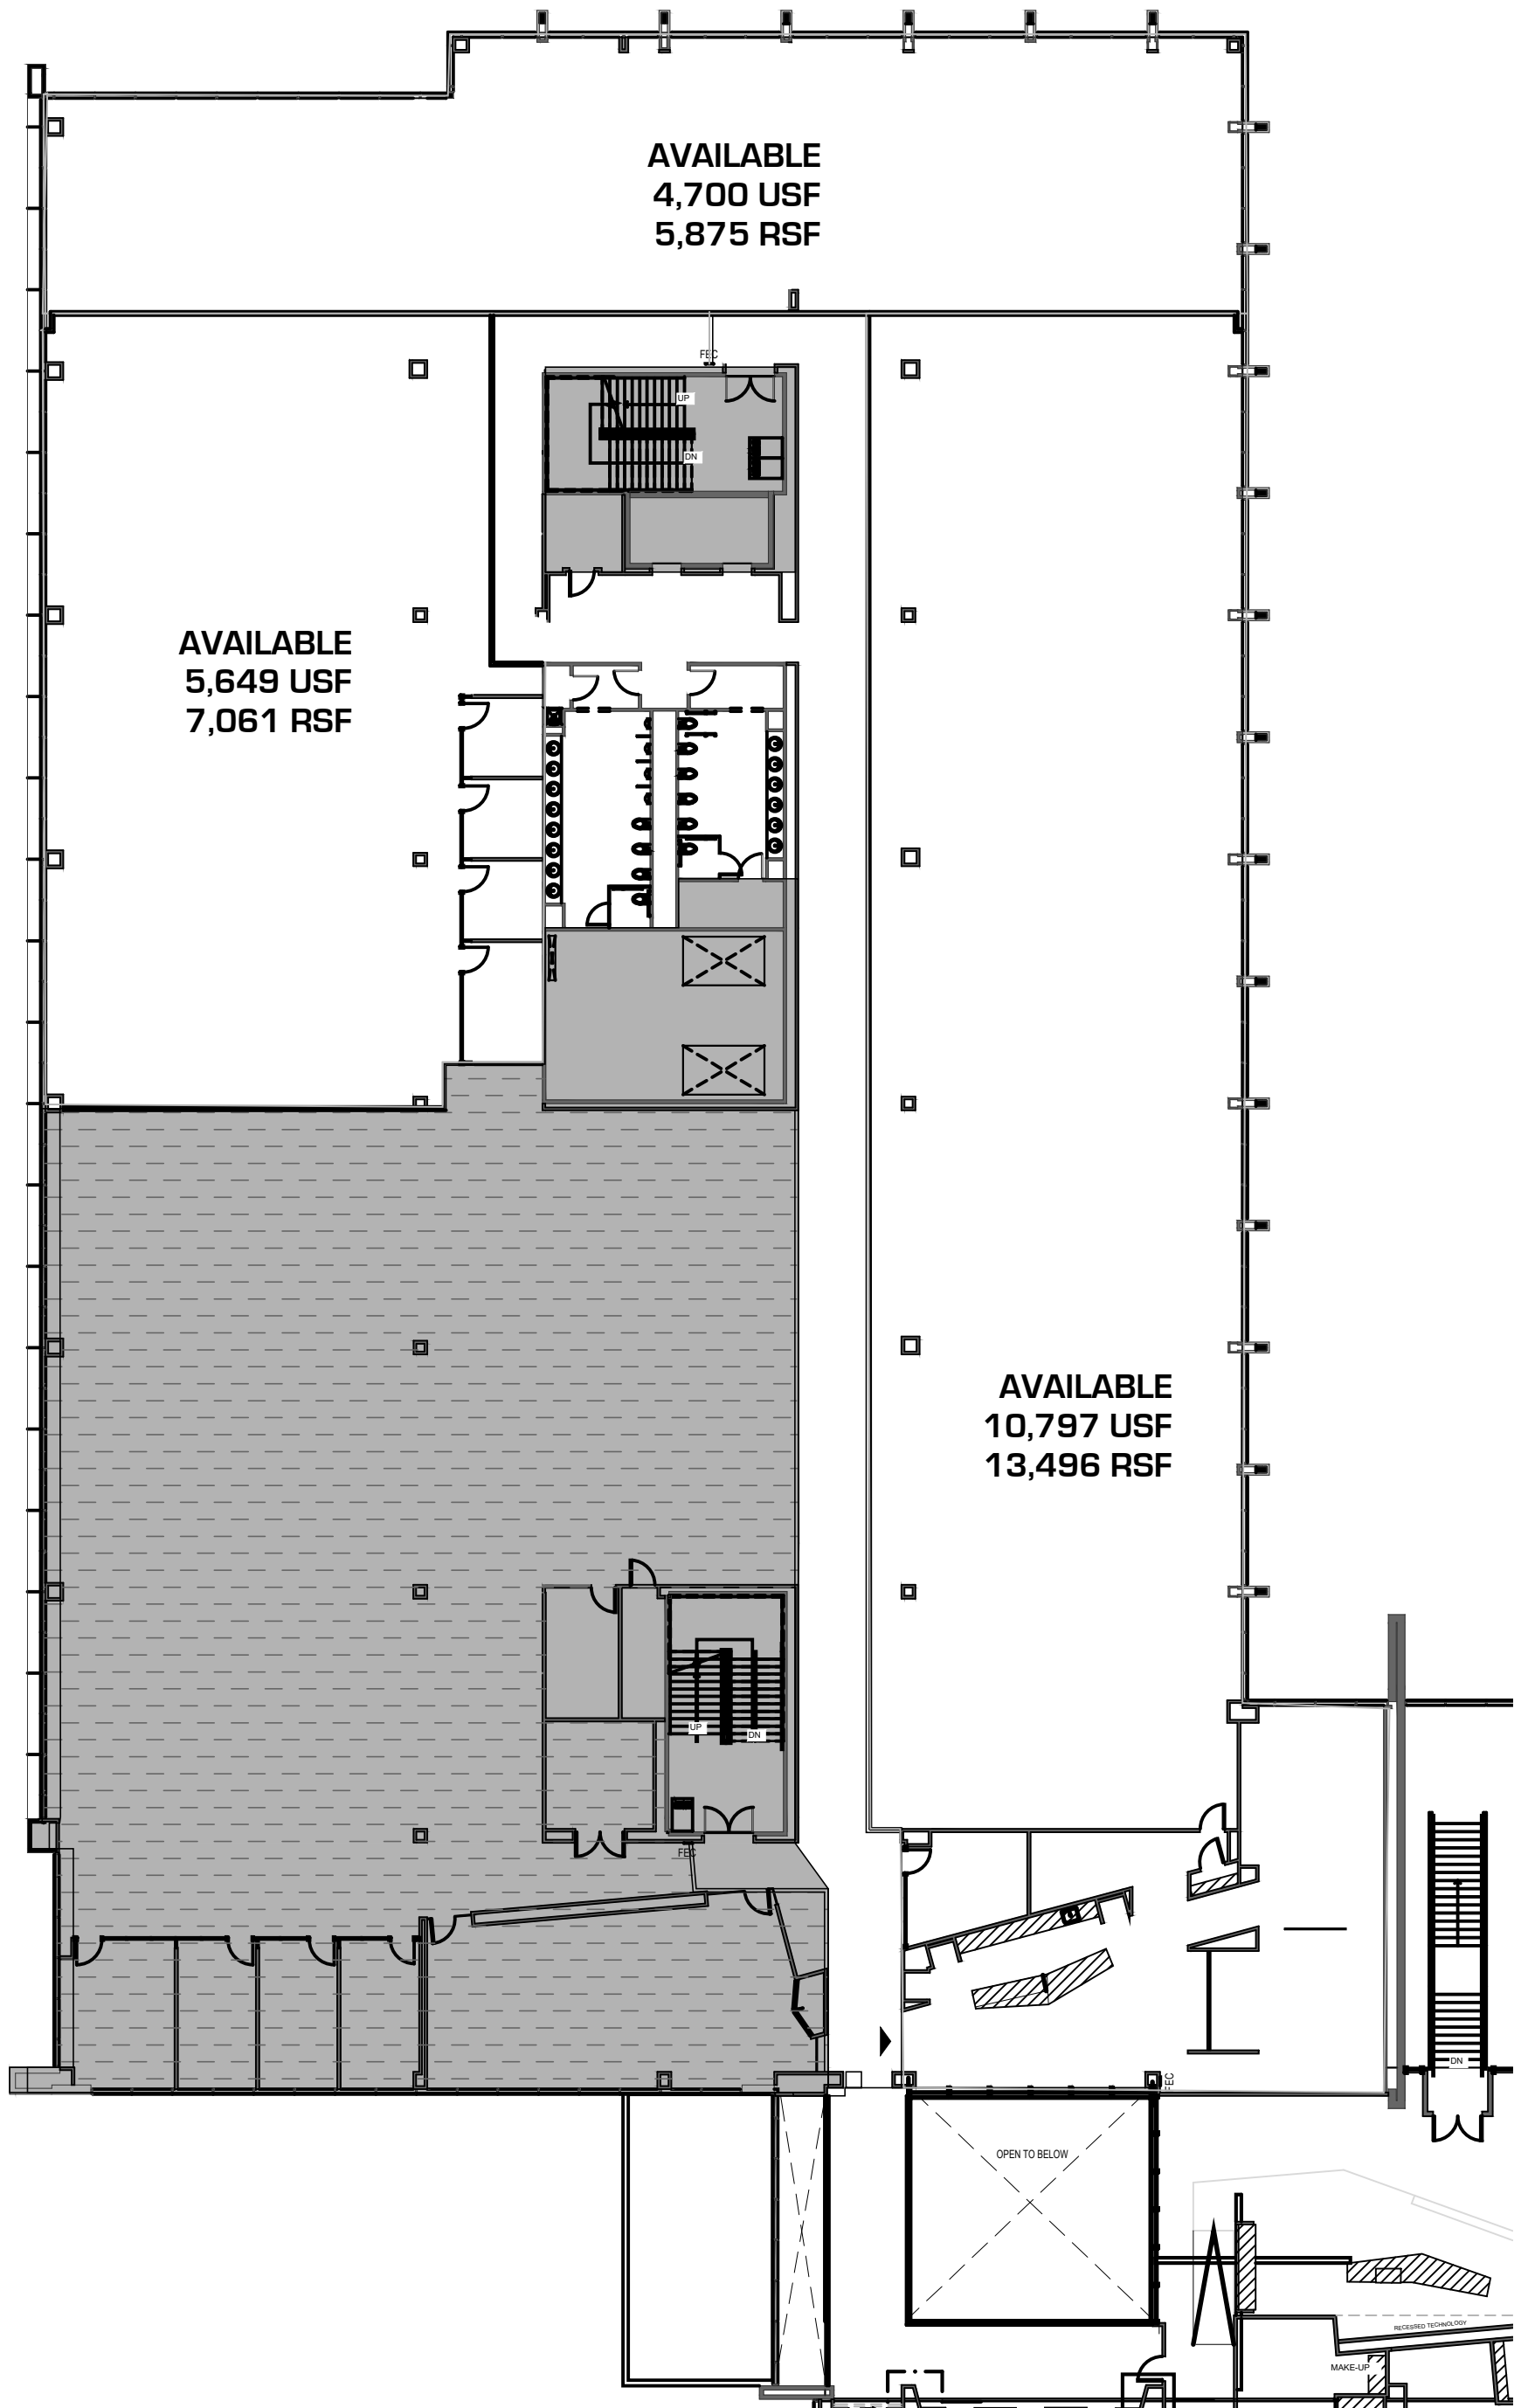 AVAILABLE
4,700 USF
5,875 RSF
FEC
UP
DN
AVAILABLE
5,649 USF
7,061 RSF
AVAILABLE
10,797 USF
13,496 RSF
UP
DN
FEC
DN
FEC
OPEN TO BELOW
RECESSED TECHNOLOGY
MAKE-UP